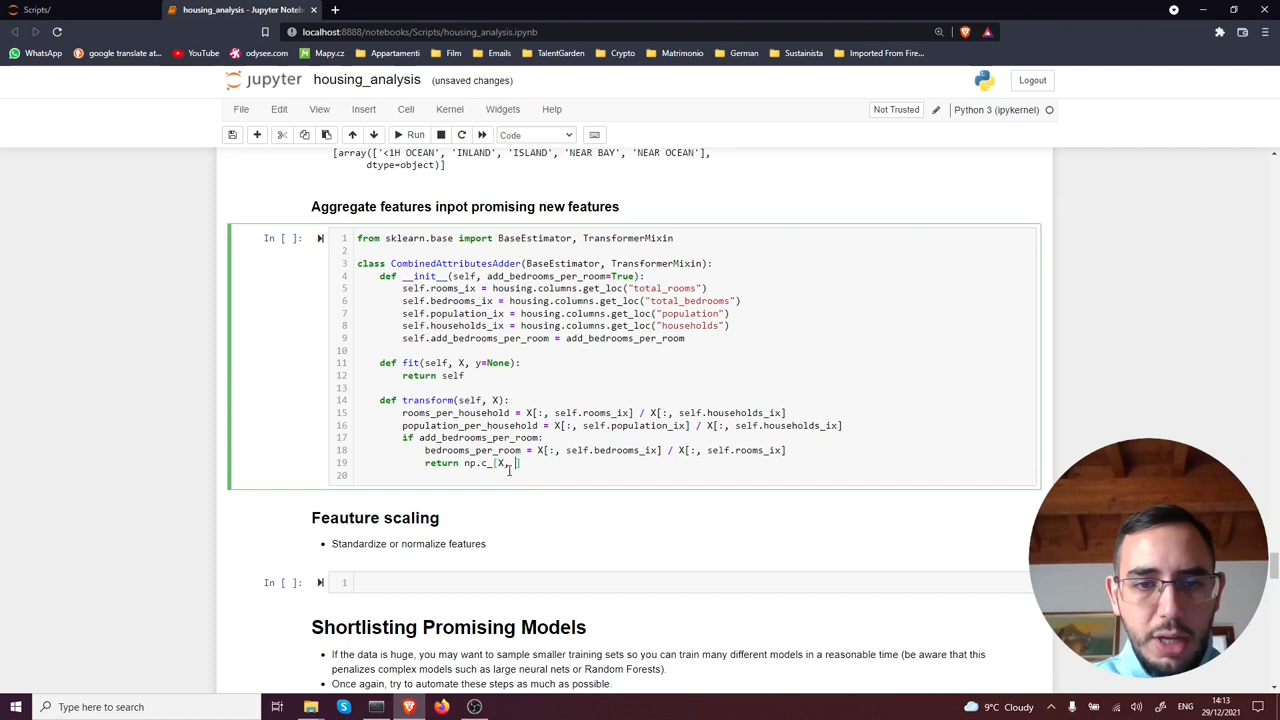 Scripts/
housing_analysis - Jupyter Noteb
localhost:8888/notebooks/Scripts/housing_analysis.ipynb
WhatsApp google translate at... YouTube odysee.com Mapy.cz Appartamenti Film Emails TalentGarden Crypto Matrimonio German Sustainista Imported From Fire...
jupyter housing_analysis (unsaved changes) Logout
File Edit View Insert Cell Kernel Widgets Help Not Trusted Python 3 (ipykernel)
Run Code
[array(['<1H OCEAN', 'INLAND', 'ISLAND', 'NEAR BAY', 'NEAR OCEAN'],
dtype=object)]
Aggregate features inpot promising new features
In [ ]: 1 from sklearn.base import BaseEstimator, TransformerMixin
2
3 class CombinedAttributesAdder(BaseEstimator, TransformerMixin):
4 def __init__(self, add_bedrooms_per_room=True):
5 self.rooms_ix = housing.columns.get_loc("total_rooms")
6 self.bedrooms_ix = housing.columns.get_loc("total_bedrooms")
7 self.population_ix = housing.columns.get_loc("population")
8 self.households_ix = housing.columns.get_loc("households")
9 self.add_bedrooms_per_room = add_bedrooms_per_room
10
11 def fit(self, X, y=None):
12 return self
13
14 def transform(self, X):
15 rooms_per_household = X[:, self.rooms_ix] / X[:, self.households_ix]
16 population_per_household = X[:, self.population_ix] / X[:, self.households_ix]
17 if add_bedrooms_per_room:
18 bedrooms_per_room = X[:, self.bedrooms_ix] / X[:, self.rooms_ix]
19 return np.c_[X, ]
20
Feauture scaling
• Standardize or normalize features
In [ ]: 1
Shortlisting Promising Models
• If the data is huge, you may want to sample smaller training sets so you can train many different models in a reasonable time (be aware that this
penalizes complex models such as large neural nets or Random Forests).
• Once again, try to automate these steps as much as possible.
Type here to search
9°C Cloudy
14:13
29/12/2021